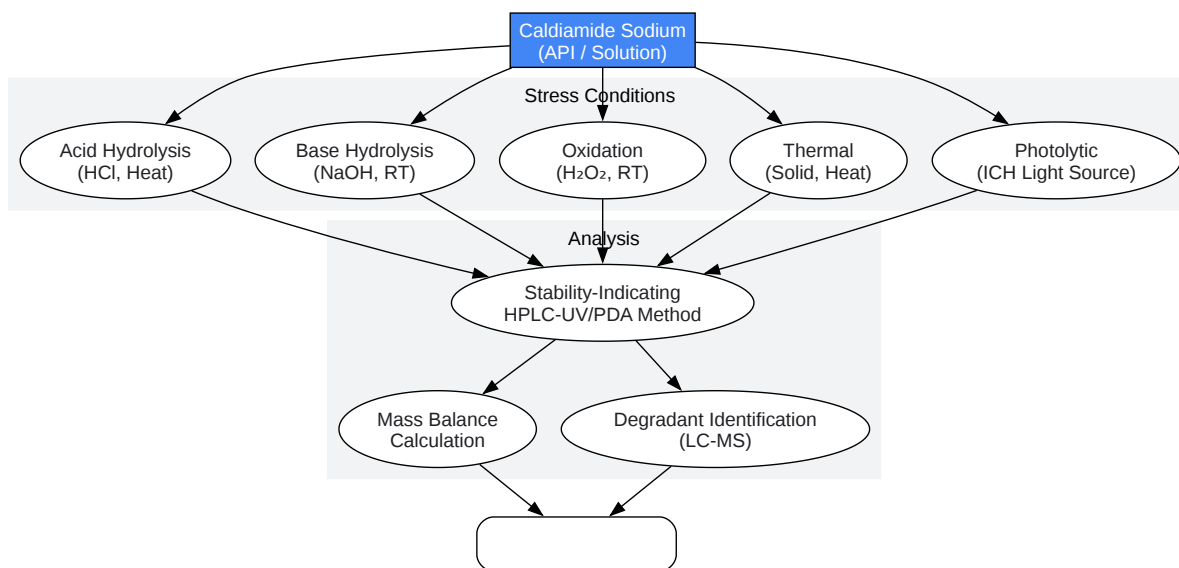 Caldiamide Sodium
(API / Solution)
Stress Conditions
Acid Hydrolysis
(HCl, Heat)
Base Hydrolysis
(NaOH, RT)
Oxidation
(H₂O₂, RT)
Thermal
(Solid, Heat)
Photolytic
(ICH Light Source)
Analysis
Stability-Indicating
HPLC-UV/PDA Method
Mass Balance
Calculation
Degradant Identification
(LC-MS)